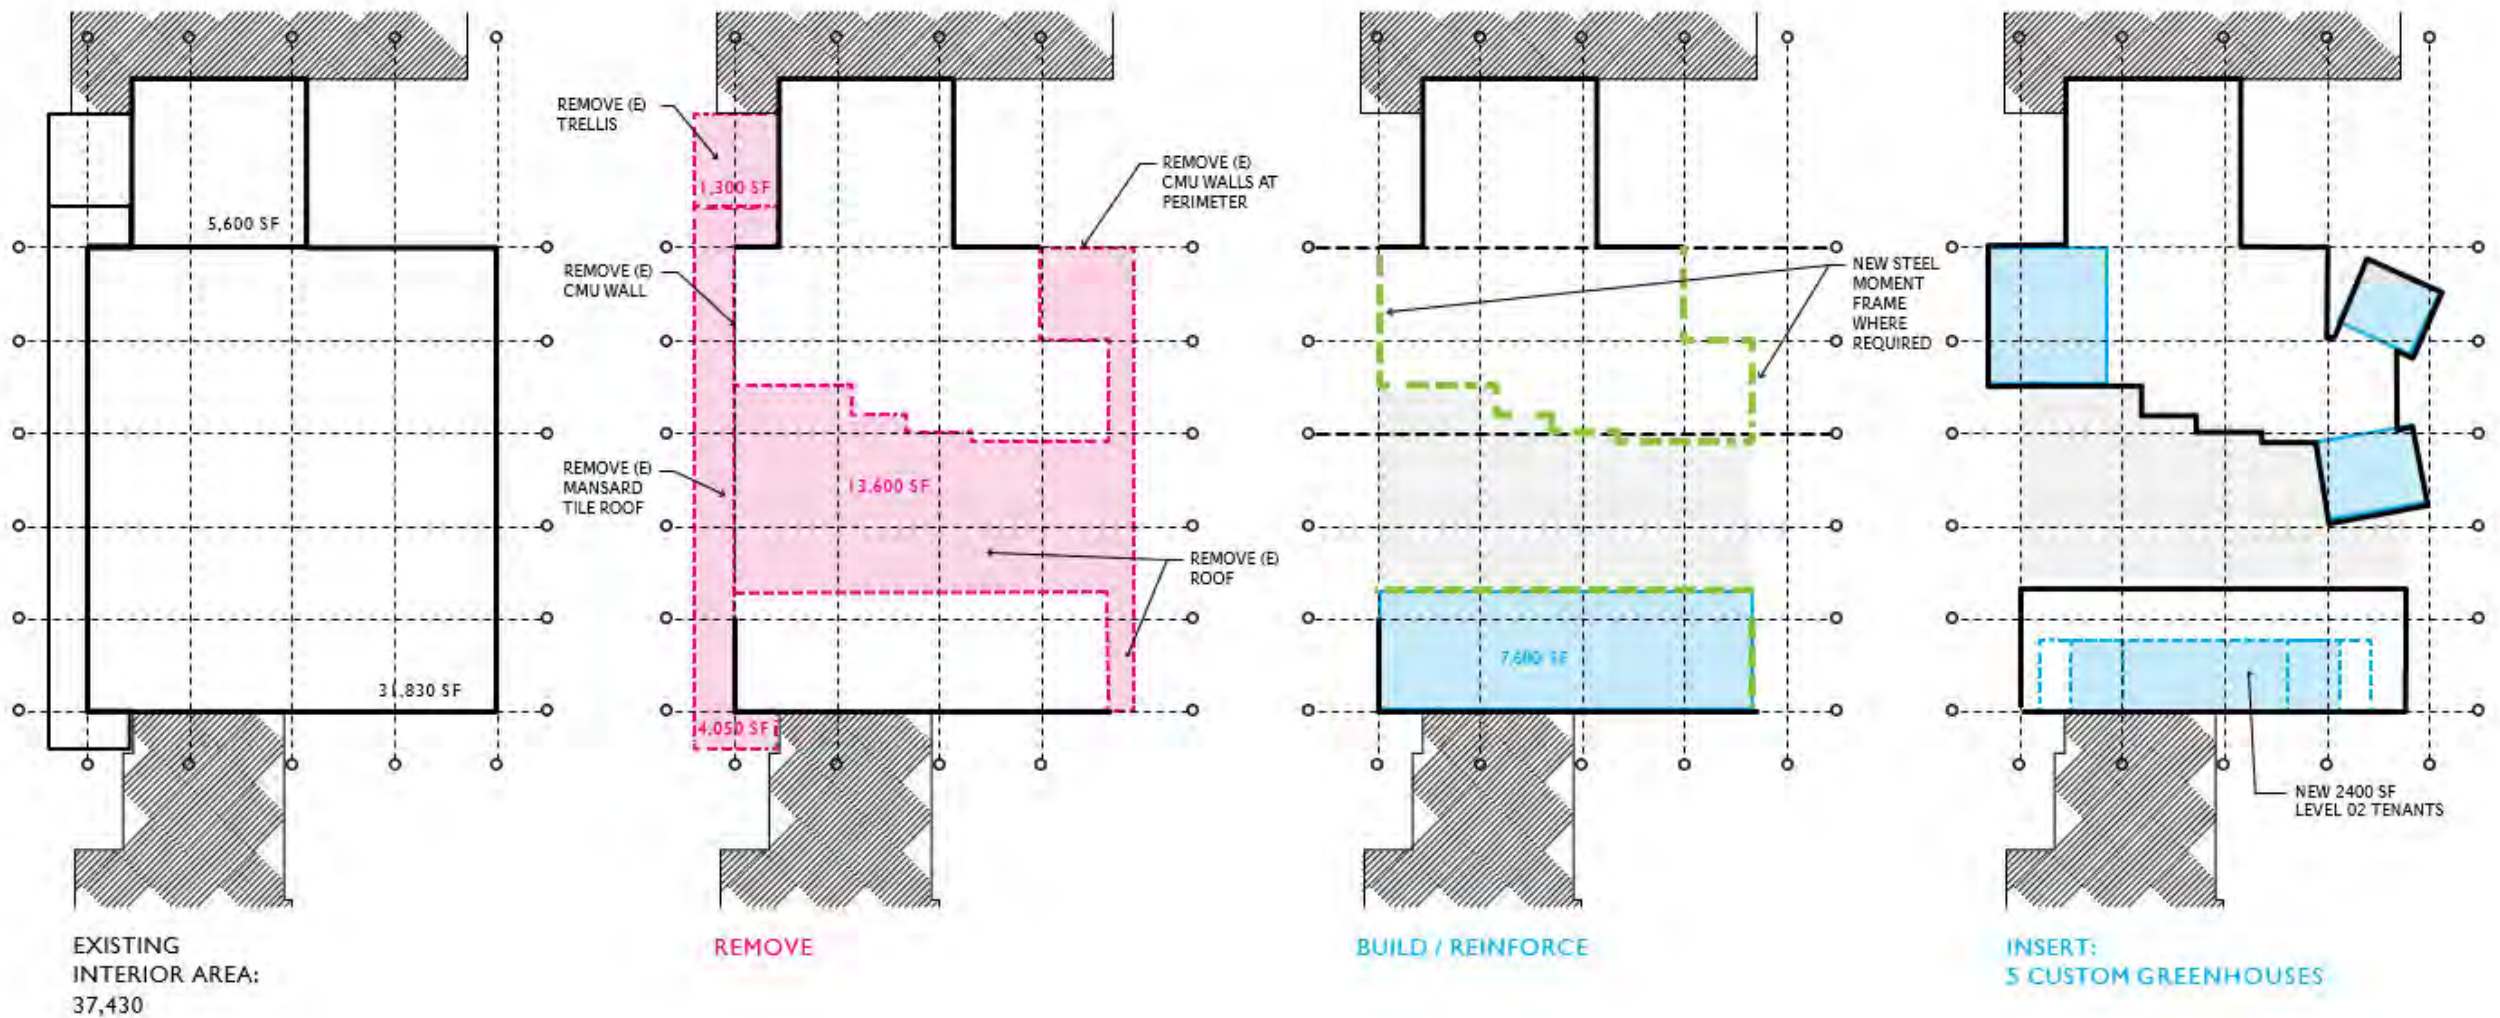 5,600 SF
31,830 SF
EXISTING
INTERIOR AREA:
37,430
REMOVE (E)
TRELLIS
1,300 SF
REMOVE (E)
CMU WALLS AT
PERIMETER
REMOVE (E)
CMU WALL
REMOVE (E)
MANSARD
TILE ROOF
13,600 SF
REMOVE (E)
ROOF
4,050 SF
REMOVE
NEW STEEL
MOMENT
FRAME
WHERE
REQUIRED
7,600 SF
BUILD / REINFORCE
NEW 2400 SF
LEVEL 02 TENANTS
INSERT:
5 CUSTOM GREENHOUSES